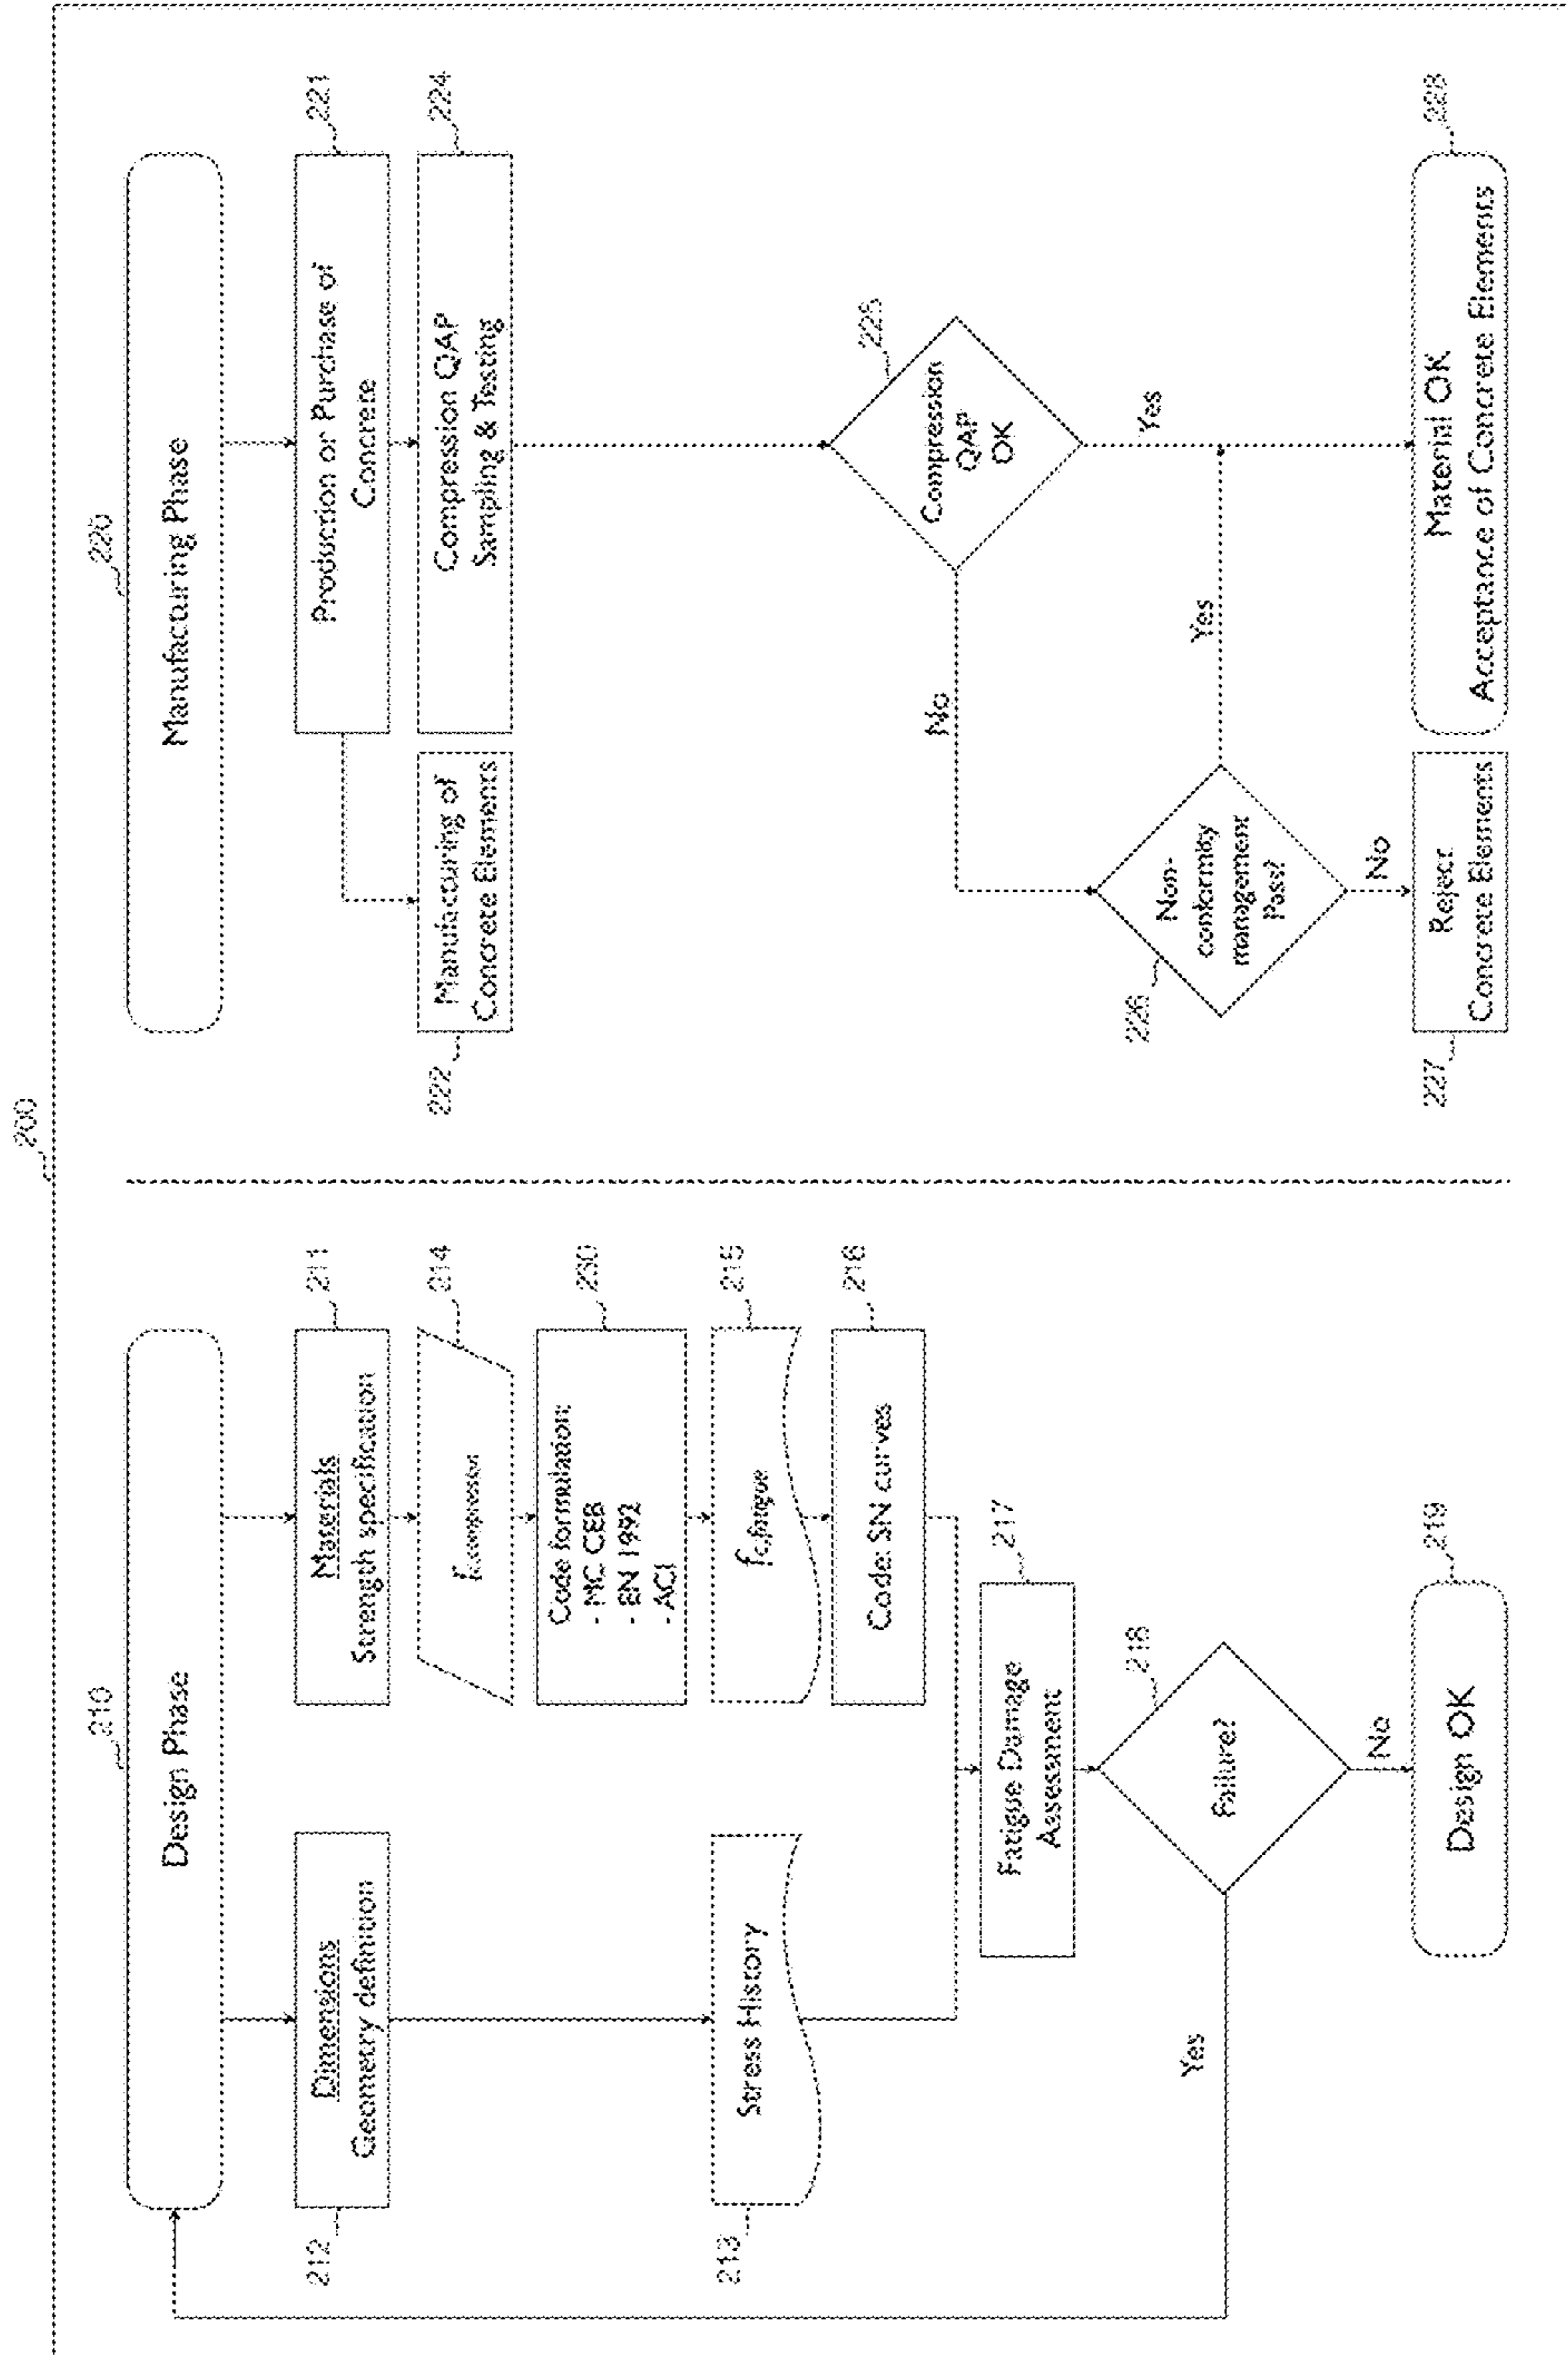 200
210
Design Phase
212
Dimensions
Geometry definition
Materials
Strength specification
211
214
230
Code formulation:
- MC CEB
- EN 1992
- ACI
213
Stress History
fc,fatigue
215
Code: SN curves
216
Fatigue Damage
Assessment
217
Failure?
218
Yes
No
Design OK
219
220
Manufacturing Phase
Production or Purchase of
Concrete
221
222
Manufacturing of
Concrete Elements
Compression QAP
Sampling & Testing
224
Compression
QAP
OK
225
No
Yes
226
Non-
conformity
management
Pass?
Yes
No
227
Reject
Concrete Elements
Material OK
Acceptance of Concrete Elements
228